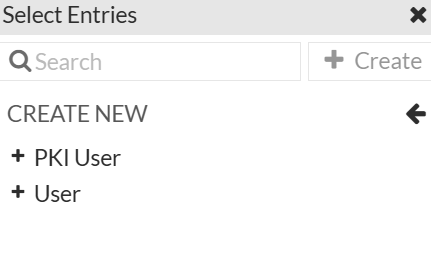 Select Entries
Search
Create
CREATE NEW
PKI User
User